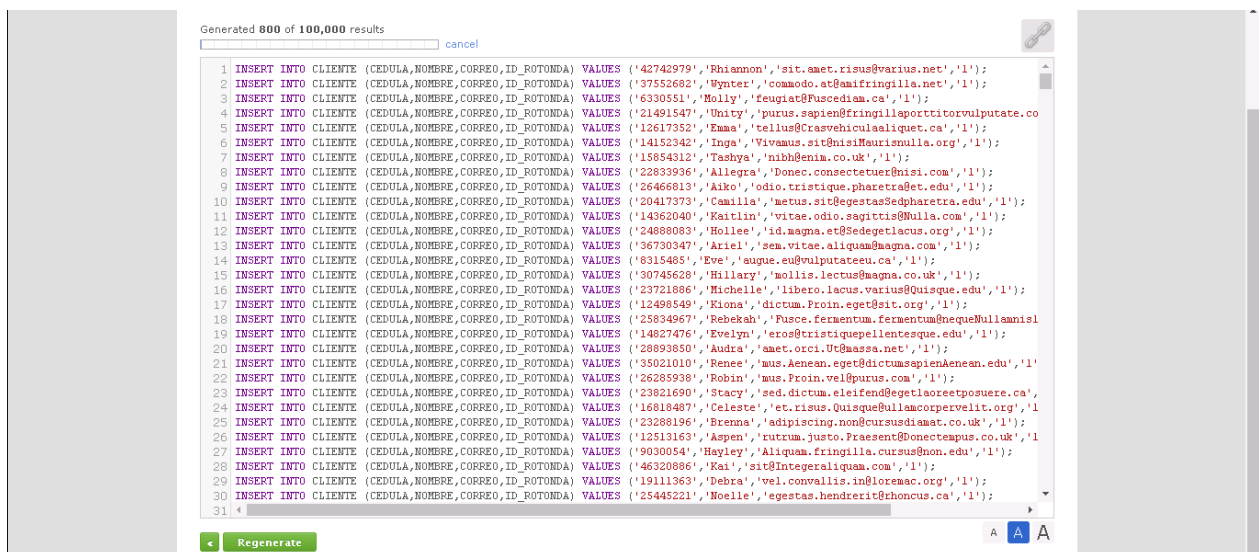 Generated 800 of 100,000 results
cancel
1 INSERT INTO CLIENTE (CEDULA,NOMBRE,CORREO,ID_ROTONDA) VALUES ('42742979','Rhiannon','sit.amet.risus@varius.net','1');
2 INSERT INTO CLIENTE (CEDULA,NOMBRE,CORREO,ID_ROTONDA) VALUES ('37552682','Wynter','commodo.at@amifringilla.net','1');
3 INSERT INTO CLIENTE (CEDULA,NOMBRE,CORREO,ID_ROTONDA) VALUES ('6330551','Molly','feugiat@Fuscediam.ca','1');
4 INSERT INTO CLIENTE (CEDULA,NOMBRE,CORREO,ID_ROTONDA) VALUES ('21491547','Unity','purus.sapien@fringillaporttitorvulputate.co
5 INSERT INTO CLIENTE (CEDULA,NOMBRE,CORREO,ID_ROTONDA) VALUES ('12617352','Emma','tellus@Crasvehiculaaliquet.ca','1');
6 INSERT INTO CLIENTE (CEDULA,NOMBRE,CORREO,ID_ROTONDA) VALUES ('14152342','Inga','Vivamus.sit@nisiMaurisnulla.org','1');
7 INSERT INTO CLIENTE (CEDULA,NOMBRE,CORREO,ID_ROTONDA) VALUES ('15854312','Tashya','nibh@enim.co.uk','1');
8 INSERT INTO CLIENTE (CEDULA,NOMBRE,CORREO,ID_ROTONDA) VALUES ('22833936','Allegra','Donec.consectetuer@nisi.com','1');
9 INSERT INTO CLIENTE (CEDULA,NOMBRE,CORREO,ID_ROTONDA) VALUES ('26466813','Aiko','odio.tristique.pharetra@et.edu','1');
10 INSERT INTO CLIENTE (CEDULA,NOMBRE,CORREO,ID_ROTONDA) VALUES ('20417373','Camilla','metus.sit@egestasSedpharetra.edu','1');
11 INSERT INTO CLIENTE (CEDULA,NOMBRE,CORREO,ID_ROTONDA) VALUES ('14362040','Kaitlin','vitae.odio.sagittis@Nulla.com','1');
12 INSERT INTO CLIENTE (CEDULA,NOMBRE,CORREO,ID_ROTONDA) VALUES ('24888083','Hollee','id.magna.et@Sedegetlacus.org','1');
13 INSERT INTO CLIENTE (CEDULA,NOMBRE,CORREO,ID_ROTONDA) VALUES ('36730347','Ariel','sem.vitae.aliquam@magna.com','1');
14 INSERT INTO CLIENTE (CEDULA,NOMBRE,CORREO,ID_ROTONDA) VALUES ('8315485','Eve','augue.eu@vulputateeu.ca','1');
15 INSERT INTO CLIENTE (CEDULA,NOMBRE,CORREO,ID_ROTONDA) VALUES ('30745628','Hillary','mollis.lectus@magna.co.uk','1');
16 INSERT INTO CLIENTE (CEDULA,NOMBRE,CORREO,ID_ROTONDA) VALUES ('23721886','Michelle','libero.lacus.varius@Quisque.edu','1');
17 INSERT INTO CLIENTE (CEDULA,NOMBRE,CORREO,ID_ROTONDA) VALUES ('12498549','Kiona','dictum.Proin.eget@sit.org','1');
18 INSERT INTO CLIENTE (CEDULA,NOMBRE,CORREO,ID_ROTONDA) VALUES ('25834967','Rebekah','Fusce.fermentum.fermentum@nequeNullamnisl
19 INSERT INTO CLIENTE (CEDULA,NOMBRE,CORREO,ID_ROTONDA) VALUES ('14827476','Evelyn','eros@tristiquepellentesque.edu','1');
20 INSERT INTO CLIENTE (CEDULA,NOMBRE,CORREO,ID_ROTONDA) VALUES ('28893850','Audra','amet.orci.Ut@massa.net','1');
21 INSERT INTO CLIENTE (CEDULA,NOMBRE,CORREO,ID_ROTONDA) VALUES ('35021010','Renee','mus.Aenean.eget@dictumsapienAenean.edu','1'
22 INSERT INTO CLIENTE (CEDULA,NOMBRE,CORREO,ID_ROTONDA) VALUES ('26285938','Robin','mus.Proin.vel@purus.com','1');
23 INSERT INTO CLIENTE (CEDULA,NOMBRE,CORREO,ID_ROTONDA) VALUES ('23821690','Stacy','sed.dictum.eleifend@egetlaoreetposuere.ca',
24 INSERT INTO CLIENTE (CEDULA,NOMBRE,CORREO,ID_ROTONDA) VALUES ('16818487','Celeste','et.risus.Quisque@ullamcorpervelit.org','1
25 INSERT INTO CLIENTE (CEDULA,NOMBRE,CORREO,ID_ROTONDA) VALUES ('23288196','Brenna','adipiscing.non@cursusdiamat.co.uk','1');
26 INSERT INTO CLIENTE (CEDULA,NOMBRE,CORREO,ID_ROTONDA) VALUES ('12513163','Aspen','rutrum.justo.Praesent@Donectempus.co.uk','1
27 INSERT INTO CLIENTE (CEDULA,NOMBRE,CORREO,ID_ROTONDA) VALUES ('9030054','Hayley','Aliquam.fringilla.cursus@non.edu','1');
28 INSERT INTO CLIENTE (CEDULA,NOMBRE,CORREO,ID_ROTONDA) VALUES ('46320886','Kai','sit@Integeraliquam.com','1');
29 INSERT INTO CLIENTE (CEDULA,NOMBRE,CORREO,ID_ROTONDA) VALUES ('19111363','Debra','vel.convallis.in@loremac.org','1');
30 INSERT INTO CLIENTE (CEDULA,NOMBRE,CORREO,ID_ROTONDA) VALUES ('25445221','Noelle','egestas.hendrerit@rhoncus.ca','1');
31
A A A
Regenerate